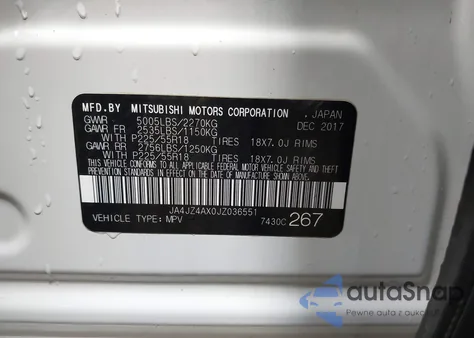 MFD.BY MITSUBISHI MOTORS CORPORATION , JAPAN
GVWR 5005LBS/2270KG DEC 2017
GAWR FR 2535LBS/1150KG
WITH P225/55R18 TIRES 18X7.0J RIMS
GAWR RR 2756LBS/1250KG
WITH P225/55R18 TIRES 18X7.0J RIMS
THIS VEHICLE CONFORMS TO ALL APPLICABLE FEDERAL MOTOR VEHICLE SAFETY, BUMPER AND THEFT
PREVENTION STANDARDS IN EFFECT ON THE DATE OF MANUFACTURE SHOWN ABOVE.
JA4JZ4AX0JZ036551
VEHICLE TYPE: MPV 7430C 267
autoSnap
Pewne auta z aukcji